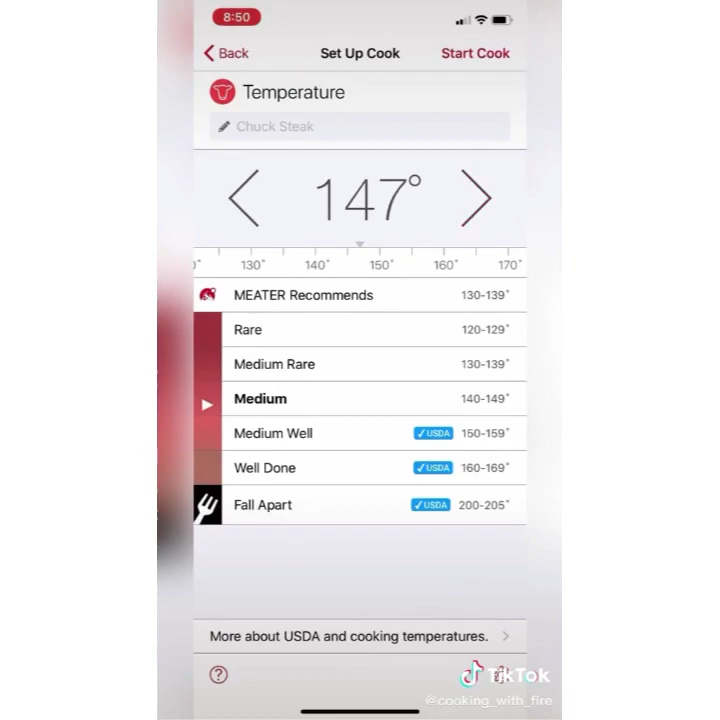 8:50
Back Set Up Cook Start Cook
Temperature
Chuck Steak
147°
130° 140° 150° 160° 170°
MEATER Recommends 130-139°
Rare 120-129°
Medium Rare 130-139°
Medium 140-149°
Medium Well ✓USDA 150-159°
Well Done ✓USDA 160-169°
Fall Apart ✓USDA 200-205°
More about USDA and cooking temperatures.
?
TikTok
@cooking_with_fire